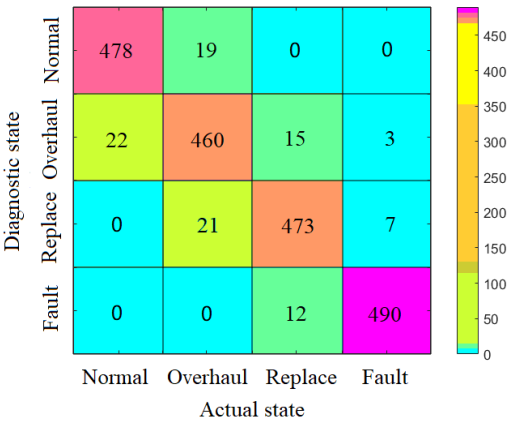 Diagnostic state
Normal
478 19 0 0
Overhaul
22 460 15 3
Replace
0 21 473 7
Fault
0 0 12 490
Normal Overhaul Replace Fault
Actual state
450
400
350
300
250
200
150
100
50
0